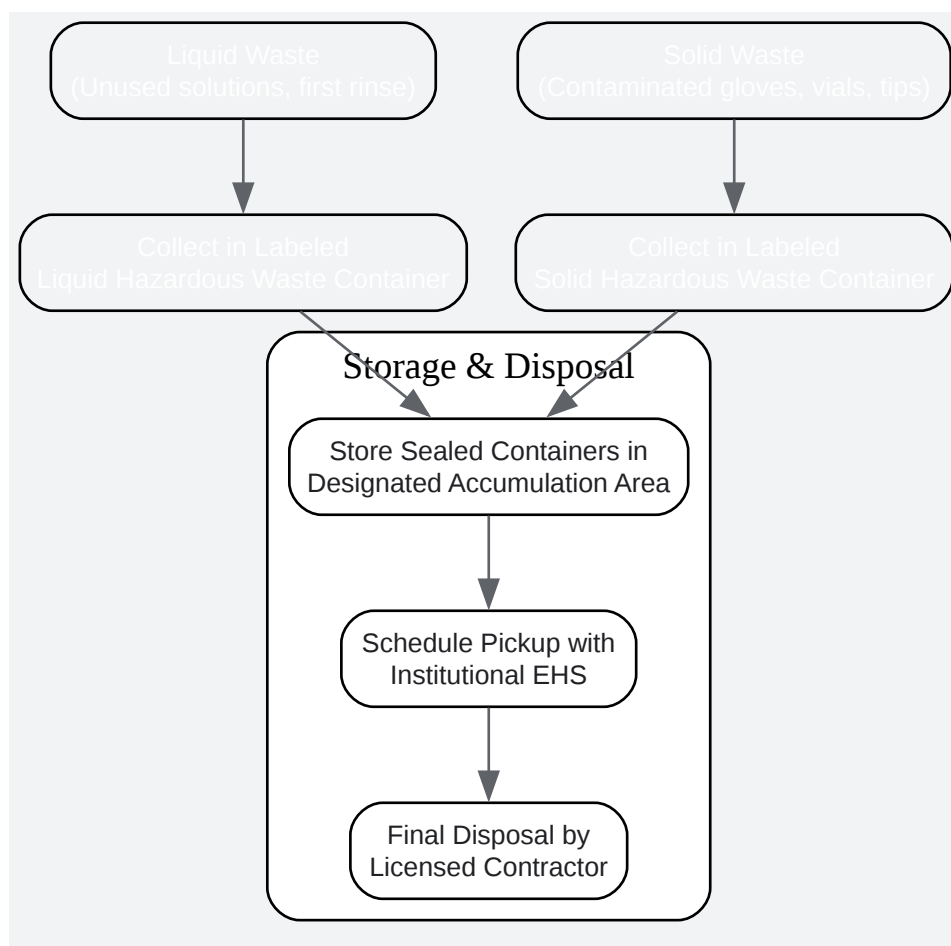 Liquid Waste
(Unused solutions, first rinse)
Solid Waste
(Contaminated gloves, vials, tips)
Collect in Labeled
Liquid Hazardous Waste Container
Collect in Labeled
Solid Hazardous Waste Container
Storage & Disposal
Store Sealed Containers in
Designated Accumulation Area
Schedule Pickup with
Institutional EHS
Final Disposal by
Licensed Contractor